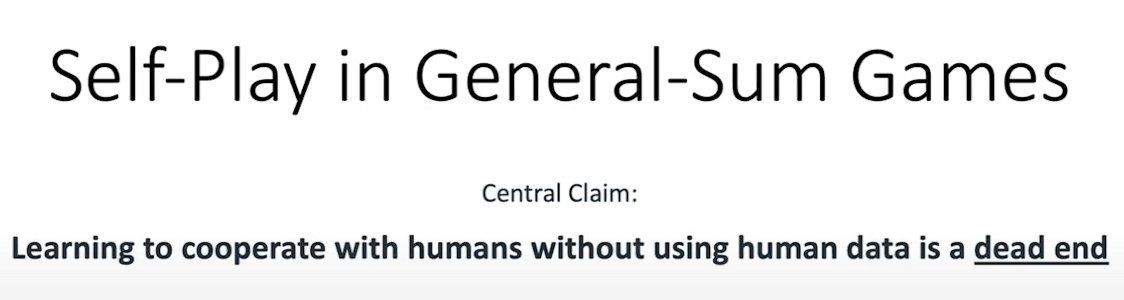 Self-Play in General-Sum Games
Central Claim:
Learning to cooperate with humans without using human data is a dead end